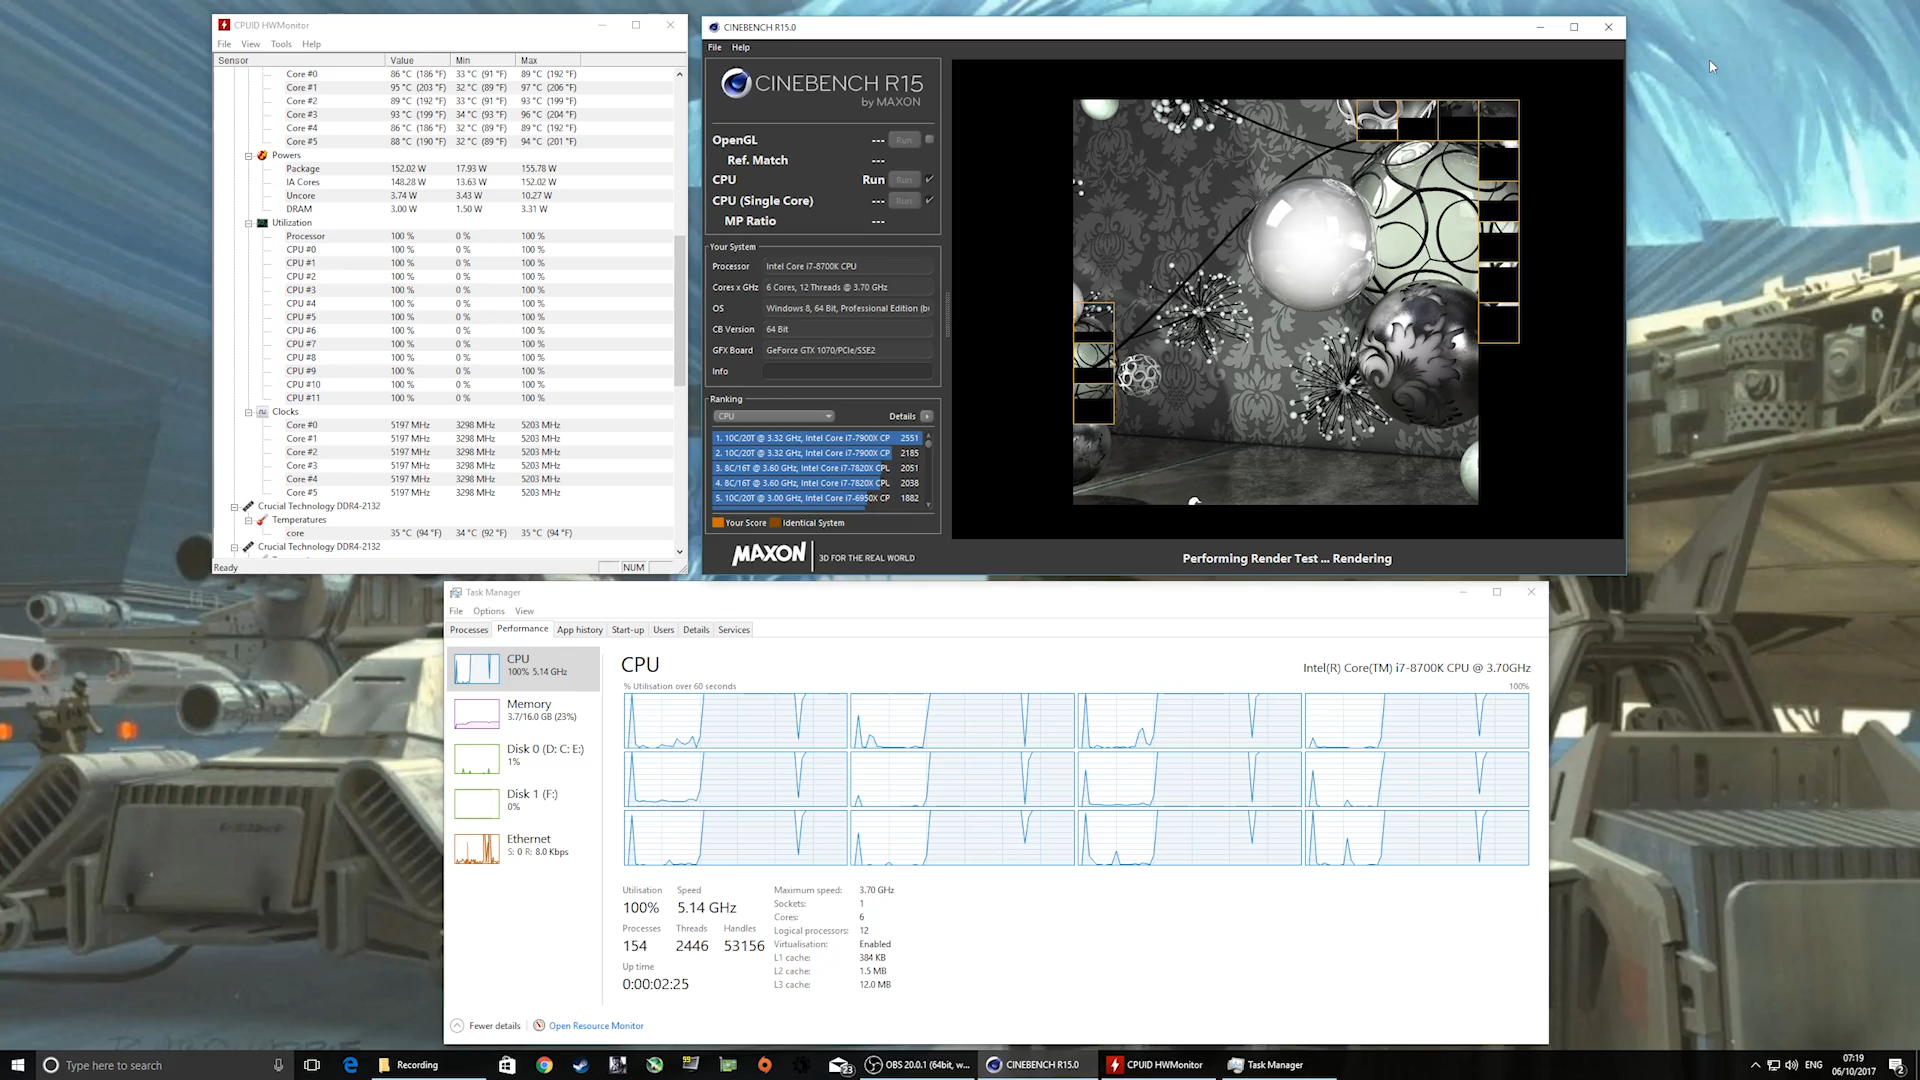 CPUID HWMonitor
File View Tools Help
Sensor Value Min Max
Core #0 86 °C (186 °F) 33 °C (91 °F) 89 °C (192 °F)
Core #1 95 °C (203 °F) 32 °C (89 °F) 97 °C (206 °F)
Core #2 89 °C (192 °F) 33 °C (91 °F) 93 °C (199 °F)
Core #3 93 °C (199 °F) 34 °C (93 °F) 96 °C (204 °F)
Core #4 86 °C (186 °F) 32 °C (89 °F) 89 °C (192 °F)
Core #5 88 °C (190 °F) 32 °C (89 °F) 94 °C (201 °F)
Powers
Package 152.02 W 17.93 W 155.78 W
IA Cores 148.28 W 13.63 W 152.02 W
Uncore 3.74 W 3.43 W 10.27 W
DRAM 3.00 W 1.50 W 3.31 W
Utilization
Processor 100 % 0 % 100 %
CPU #0 100 % 0 % 100 %
CPU #1 100 % 0 % 100 %
CPU #2 100 % 0 % 100 %
CPU #3 100 % 0 % 100 %
CPU #4 100 % 0 % 100 %
CPU #5 100 % 0 % 100 %
CPU #6 100 % 0 % 100 %
CPU #7 100 % 0 % 100 %
CPU #8 100 % 0 % 100 %
CPU #9 100 % 0 % 100 %
CPU #10 100 % 0 % 100 %
CPU #11 100 % 0 % 100 %
Clocks
Core #0 5197 MHz 3298 MHz 5203 MHz
Core #1 5197 MHz 3298 MHz 5203 MHz
Core #2 5197 MHz 3298 MHz 5203 MHz
Core #3 5197 MHz 3298 MHz 5203 MHz
Core #4 5197 MHz 3298 MHz 5203 MHz
Core #5 5197 MHz 3298 MHz 5203 MHz
Crucial Technology DDR4-2132
Temperatures
core 35 °C (94 °F) 34 °C (92 °F) 35 °C (94 °F)
Crucial Technology DDR4-2132
Ready NUM
CINEBENCH R15.0
File Help
CINEBENCH R15
by MAXON
OpenGL --- Run
Ref. Match ---
CPU Run Run
CPU (Single Core) --- Run
MP Ratio ---
Your System
Processor Intel Core i7-8700K CPU
Cores x GHz 6 Cores, 12 Threads @ 3.70 GHz
OS Windows 8, 64 Bit, Professional Edition (bu
CB Version 64 Bit
GFX Board GeForce GTX 1070/PCIe/SSE2
Info
Ranking
CPU Details
1. 10C/20T @ 3.32 GHz, Intel Core i7-7900X CP 2551
2. 10C/20T @ 3.32 GHz, Intel Core i7-7900X CP 2185
3. 8C/16T @ 3.60 GHz, Intel Core i7-7820X CPL 2051
4. 8C/16T @ 3.60 GHz, Intel Core i7-7820X CPL 2038
5. 10C/20T @ 3.00 GHz, Intel Core i7-6950X CP 1882
Your Score Identical System
MAXON 3D FOR THE REAL WORLD
Performing Render Test ... Rendering
Task Manager
File Options View
Processes Performance App history Start-up Users Details Services
CPU
100% 5.14 GHz
Memory
3.7/16.0 GB (23%)
Disk 0 (D: C: E:)
1%
Disk 1 (F:)
0%
Ethernet
S: 0 R: 8.0 Kbps
CPU Intel(R) Core(TM) i7-8700K CPU @ 3.70GHz
% Utilisation over 60 seconds 100%
Utilisation Speed
100% 5.14 GHz
Processes Threads Handles
154 2446 53156
Up time
0:00:02:25
Maximum speed: 3.70 GHz
Sockets: 1
Cores: 6
Logical processors: 12
Virtualisation: Enabled
L1 cache: 384 KB
L2 cache: 1.5 MB
L3 cache: 12.0 MB
Fewer details Open Resource Monitor
Type here to search
Recording
23
OBS 20.0.1 (64bit, w...
CINEBENCH R15.0
CPUID HWMonitor
Task Manager
ENG
07:19
06/10/2017
2